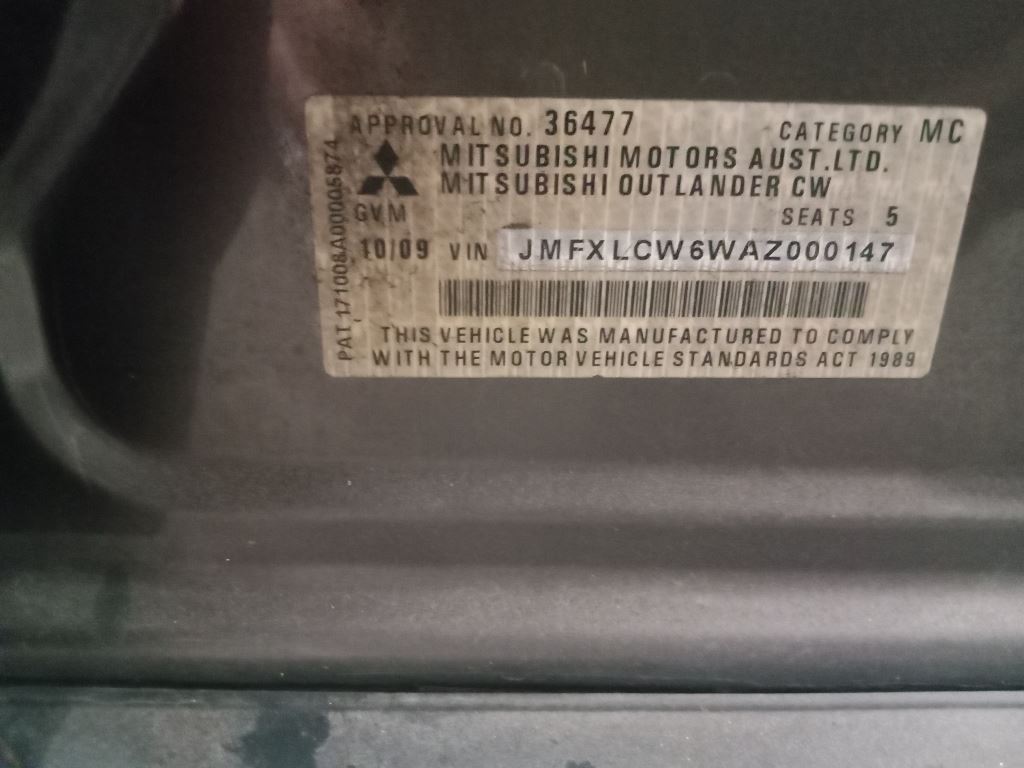 APPROVAL NO. 36477 CATEGORY MC
MITSUBISHI MOTORS AUST. LTD.
MITSUBISHI OUTLANDER CW
GVM SEATS 5
10/09 VIN JMFXLCW6WAZ000147
THIS VEHICLE WAS MANUFACTURED TO COMPLY
WITH THE MOTOR VEHICLE STANDARDS ACT 1989
PAT 171008A00006874